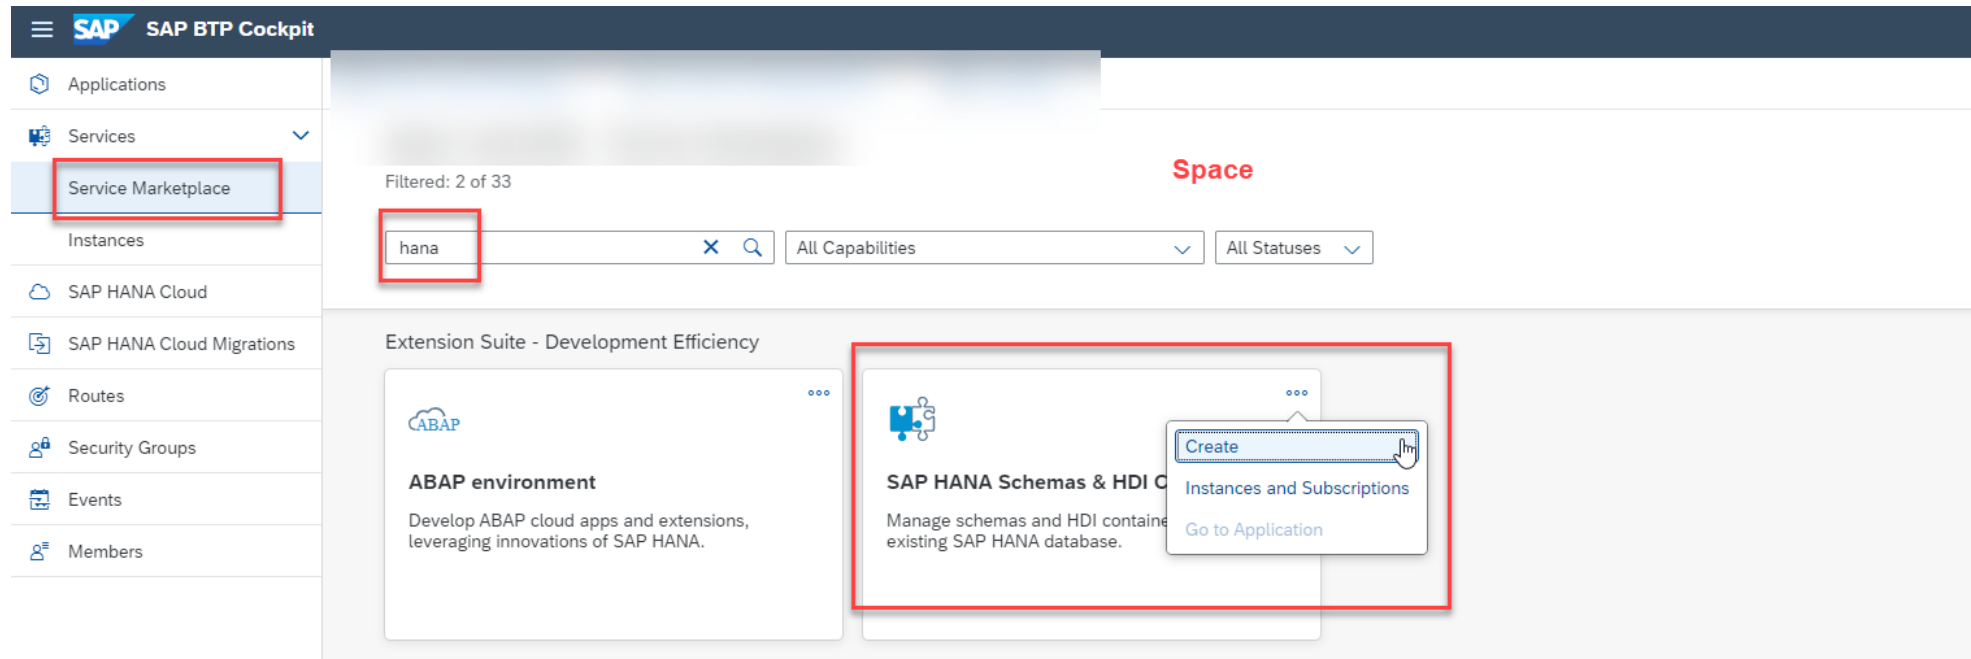 SAP SAP BTP Cockpit
Applications
Services
Service Marketplace
Instances
SAP HANA Cloud
SAP HANA Cloud Migrations
Routes
Security Groups
Events
Members
Filtered: 2 of 33
Space
hana
All Capabilities
All Statuses
Extension Suite - Development Efficiency
ABAP
ABAP environment
Develop ABAP cloud apps and extensions,
leveraging innovations of SAP HANA.
SAP HANA Schemas & HDI C
Manage schemas and HDI containe
existing SAP HANA database.
Create
Instances and Subscriptions
Go to Application